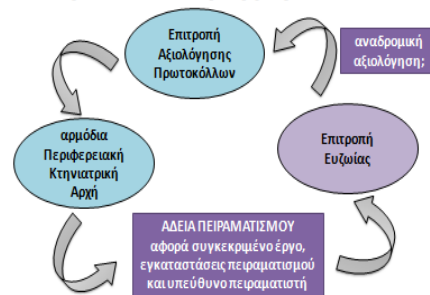 Επιτροπή
Αξιολόγησης
Πρωτοκόλλων
αναδρομική
αξιολόγηση;
αρμόδια
Περιφερειακή
Κτηνιατρική
Αρχή
Επιτροπή
Ευζωίας
ΑΔΕΙΑ ΠΕΙΡΑΜΑΤΙΣΜΟΥ
αφορά συγκεκριμένο έργο,
εγκαταστάσεις πειραματισμού
και υπεύθυνο πειραματιστή